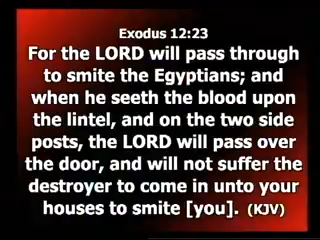 Exodus 12:23
For the LORD will pass through
to smite the Egyptians; and
when he seeth the blood upon
the lintel, and on the two side
posts, the LORD will pass over
the door, and will not suffer the
destroyer to come in unto your
houses to smite [you]. (KJV)